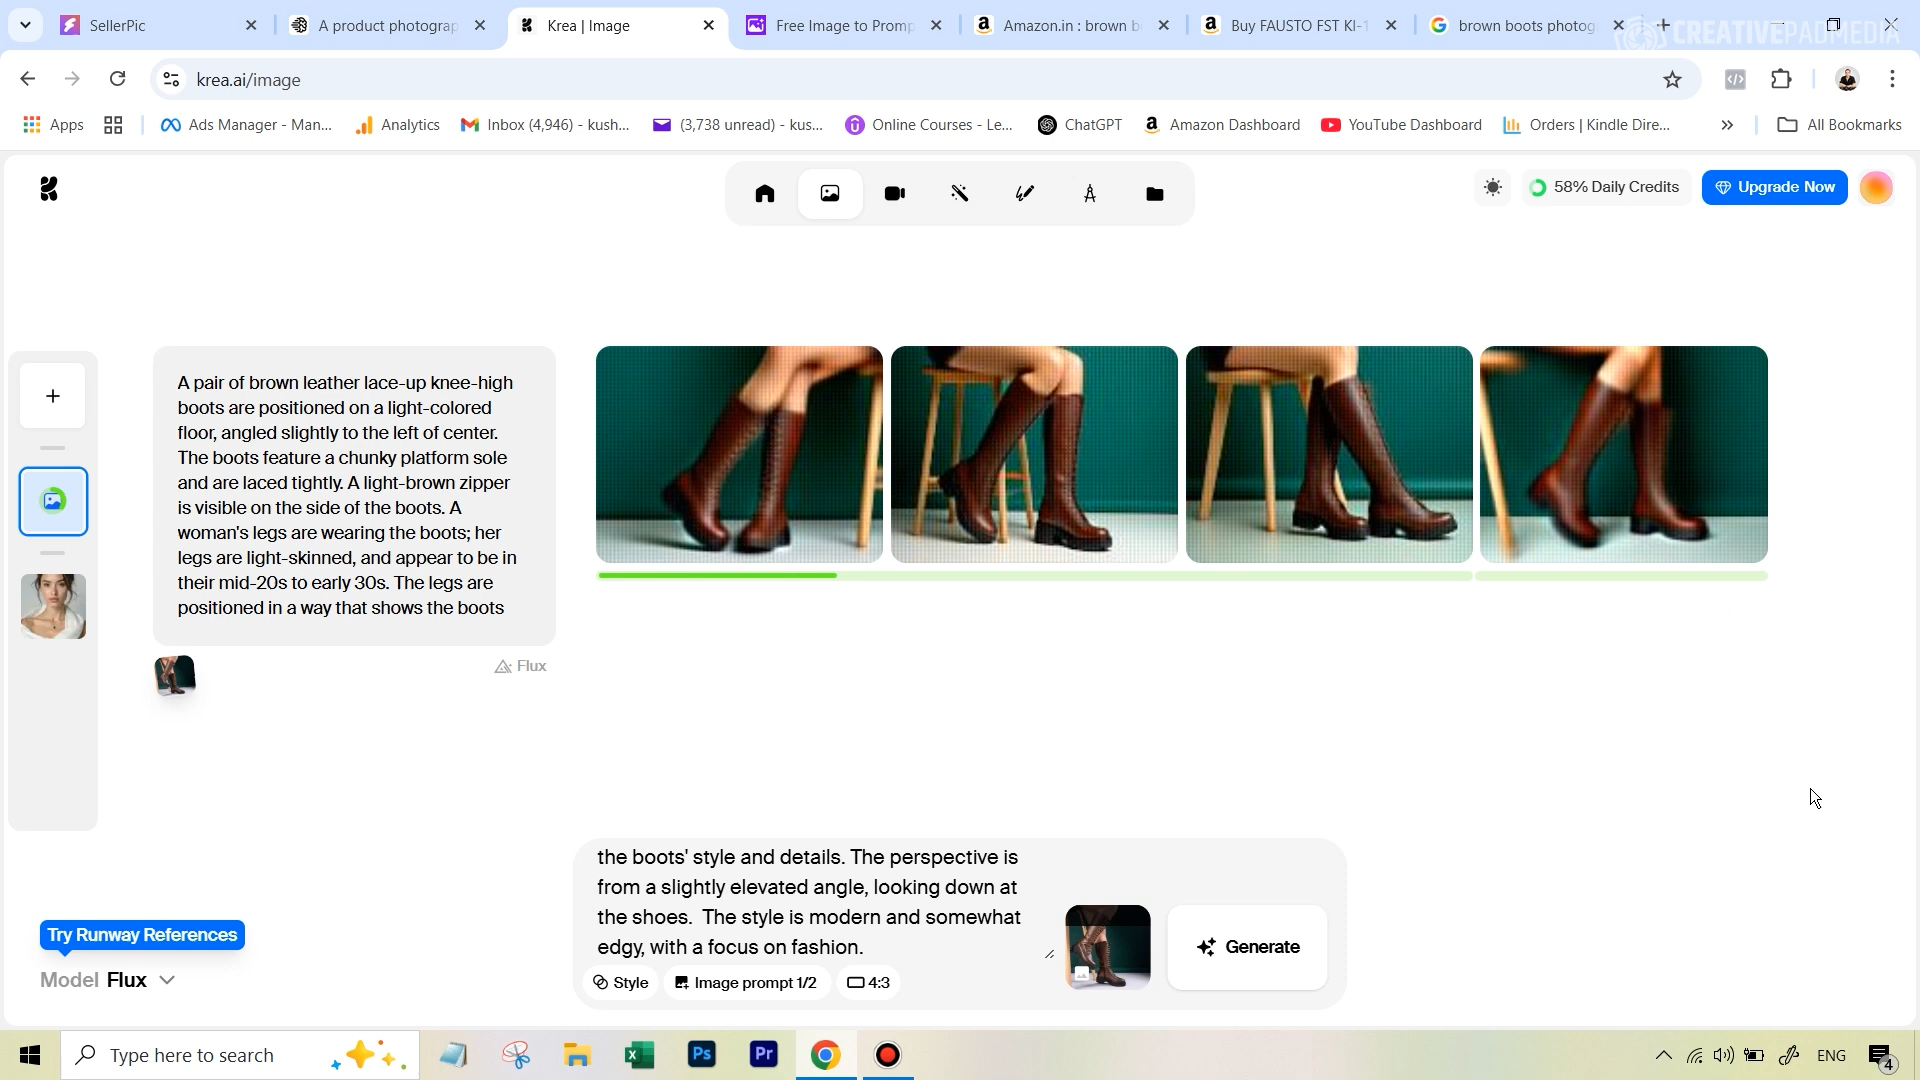 SellerPic
A product photograp
Krea | Image
Free Image to Promp
Amazon.in : brown b
Buy FAUSTO FST KI-1
brown boots photog
CREATIVEPADMEDIA
krea.ai/image
Apps
Ads Manager - Man...
Analytics
Inbox (4,946) - kush...
(3,738 unread) - kus...
Online Courses - Le...
ChatGPT
Amazon Dashboard
YouTube Dashboard
Orders | Kindle Dire...
All Bookmarks
58% Daily Credits
Upgrade Now
A pair of brown leather lace-up knee-high
boots are positioned on a light-colored
floor, angled slightly to the left of center.
The boots feature a chunky platform sole
and are laced tightly. A light-brown zipper
is visible on the side of the boots. A
woman's legs are wearing the boots; her
legs are light-skinned, and appear to be in
their mid-20s to early 30s. The legs are
positioned in a way that shows the boots
Flux
the boots' style and details. The perspective is
from a slightly elevated angle, looking down at
the shoes. The style is modern and somewhat
edgy, with a focus on fashion.
Generate
Style
Image prompt 1/2
4:3
Try Runway References
Model Flux
Type here to search
Ps
Pr
ENG
4